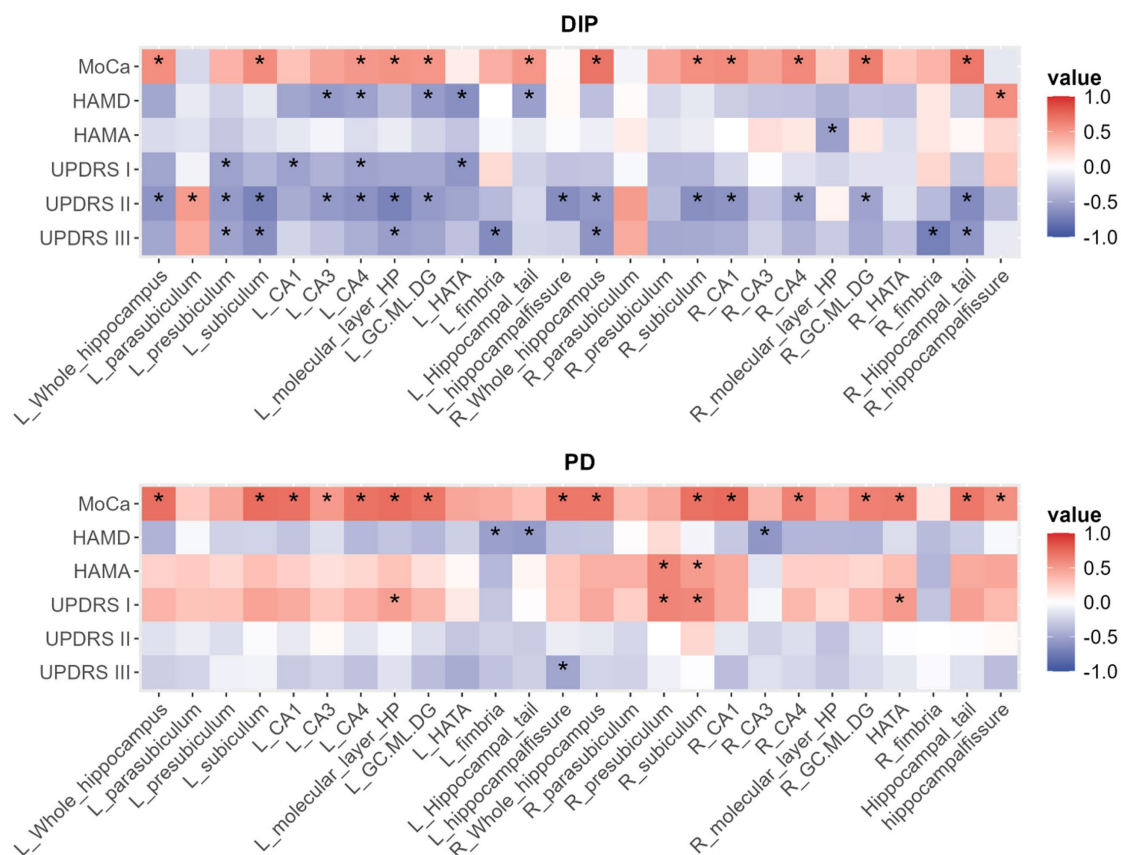 DIP
MoCa
HAMD
HAMA
UPDRS I
UPDRS II
UPDRS III
L_Whole_hippocampus
L_parasubiculum
L_presubiculum
L_subiculum
L_CA1
L_CA3
L_CA4
L_molecular_layer_HP
L_GC.ML.DG
L_HATA
L_fimbria
L_Hippocampal_tail
L_hippocampalfissure
R_Whole_hippocampus
R_parasubiculum
R_presubiculum
R_subiculum
R_CA1
R_CA3
R_CA4
R_molecular_layer_HP
R_GC.ML.DG
R_HATA
R_fimbria
R_Hippocampal_tail
R_hippocampalfissure
value
1.0
0.5
0.0
-0.5
-1.0
PD
MoCa
HAMD
HAMA
UPDRS I
UPDRS II
UPDRS III
L_Whole_hippocampus
L_parasubiculum
L_presubiculum
L_subiculum
L_CA1
L_CA3
L_CA4
L_molecular_layer_HP
L_GC.ML.DG
L_HATA
L_fimbria
L_Hippocampal_tail
L_hippocampalfissure
R_Whole_hippocampus
R_parasubiculum
R_presubiculum
R_subiculum
R_CA1
R_CA3
R_CA4
R_molecular_layer_HP
R_GC.ML.DG
HATA
R_fimbria
Hippocampal_tail
hippocampalfissure
value
1.0
0.5
0.0
-0.5
-1.0